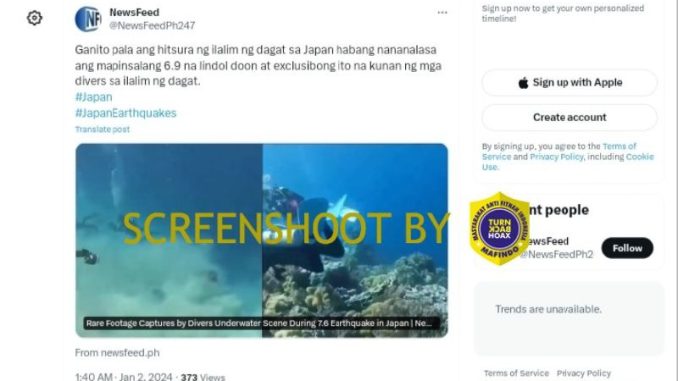 NewsFeed
@NewsFeedPh247
Ganito pala ang hitsura ng ilalim ng dagat sa Japan habang nananalasa
ang mapinsalang 6.9 na lindol doon at exclusibong ito na kunan ng mga
divers sa ilalim ng dagat.
#Japan
#JapanEarthquakes
Translate post
SCREENSHOOT BY
MASYARAKAT ANTI FITNAH INDONESIA
TURN
BACK
HOAX
MAFINDO
Rare Footage Captures by Divers Underwater Scene During 7.6 Earthquake in Japan | Ne...
From newsfeed.ph
1:40 AM · Jan 2, 2024 · 373 Views
Sign up now to get your own personalized
timeline!
Sign up with Apple
Create account
By signing up, you agree to the Terms of
Service and Privacy Policy, including Cookie
Use.
nt people
ewsFeed
@NewsFeedPh2
Follow
Trends are unavailable.
Terms of Service Privacy Policy